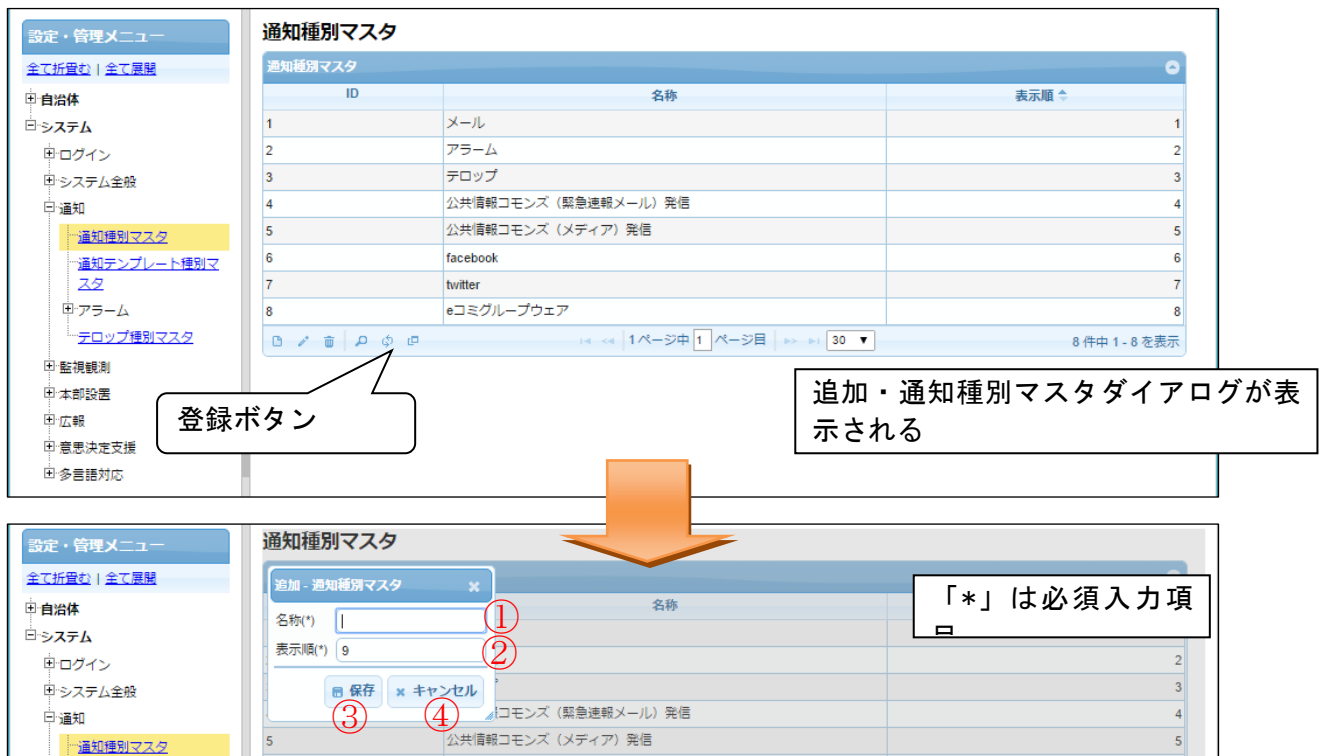 設定・管理メニュー
全て折畳む | 全て展開
自治体
システム
ログイン
システム全般
通知
通知種別マスタ
通知テンプレート種別マ
スタ
アラーム
テロップ種別マスタ
監視観測
本部設置
広報
意思決定支援
多言語対応
通知種別マスタ
通知種別マスタ
ID 名称 表示順
1 メール 1
2 アラーム 2
3 テロップ 3
4 公共情報コモンズ（緊急速報メール）発信 4
5 公共情報コモンズ（メディア）発信 5
6 facebook 6
7 twitter 7
8 eコミグループウェア 8
1 ページ中 1 ページ目 30 ▼ 8 件中 1 - 8 を表示
登録ボタン
追加・通知種別マスタダイアログが表
示される
設定・管理メニュー
全て折畳む | 全て展開
自治体
システム
ログイン
システム全般
通知
通知種別マスタ
通知種別マスタ
追加 - 通知種別マスタ
名称(*) ①
表示順(*) 9 ②
保存 キャンセル
③ ④
名称
「*」は必須入力項
2
3
コモンズ（緊急速報メール）発信 4
5 公共情報コモンズ（メディア）発信 5